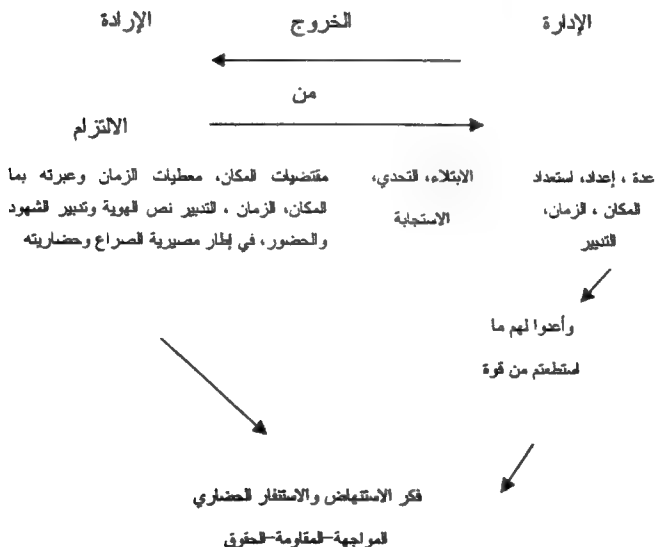 الإدارة الخروج الإرادة
من
الالتزام
عدة ، إعداد، استعداد الابتلاء، التحدي، مقتضيات المكان، معطيات الزمان وعبرته بما
المكان ، الزمان، الاستجابة المكان، الزمان ، التدبير نص الهوية وتدبير الشهود
التدبير والحضور، في إطار مصيرية الصراع وحضاريته
وأعدوا لهم ما
استطعتم من قوة
فكر الاستنهاض والاستنفار الحضاري
المواجهة-المقاومة-الحقوق